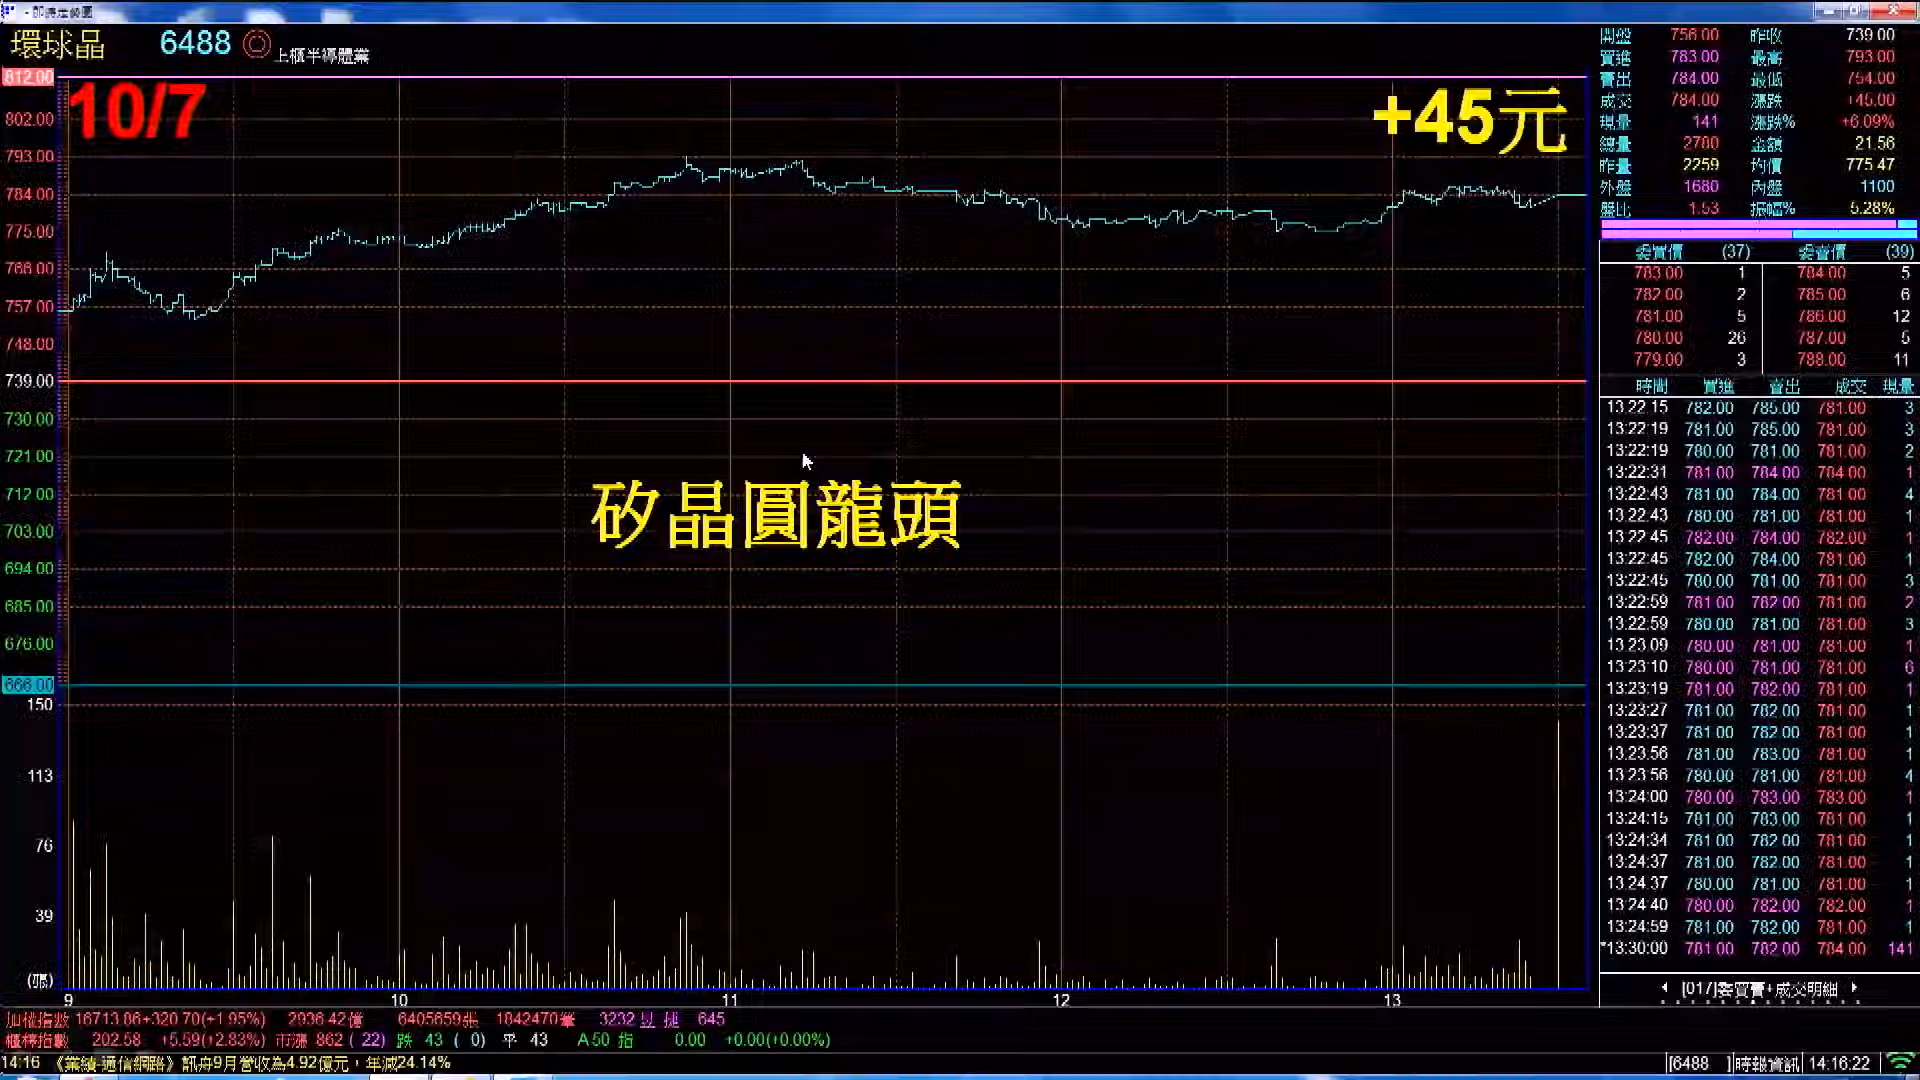 - 即時走勢圖
環球晶 6488 上櫃半導體業
10/7
+45元
矽晶圓龍頭
812.00
802.00
793.00
784.00
775.00
766.00
757.00
748.00
739.00
730.00
721.00
712.00
703.00
694.00
685.00
676.00
666.00
150
113
76
39
(張)
9 10 11 12 13
開盤 756.00 昨收 739.00
買進 783.00 最高 793.00
賣出 784.00 最低 754.00
成交 784.00 漲跌 +45.00
現量 141 漲跌% +6.09%
總量 2780 金額 21.56
昨量 2259 均價 775.47
外盤 1680 內盤 1100
盤比 1.53 振幅% 5.28%
委買價 (37) 委賣價 (39)
783.00 1 784.00 5
782.00 2 785.00 6
781.00 5 786.00 12
780.00 26 787.00 5
779.00 3 788.00 11
時間 買進 賣出 成交 現量
13:22:15 782.00 785.00 781.00 3
13:22:19 781.00 785.00 781.00 3
13:22:19 780.00 781.00 781.00 2
13:22:31 781.00 784.00 784.00 1
13:22:43 781.00 784.00 781.00 4
13:22:43 780.00 781.00 781.00 1
13:22:45 782.00 784.00 782.00 1
13:22:45 782.00 784.00 781.00 1
13:22:45 780.00 781.00 781.00 3
13:22:59 781.00 782.00 781.00 2
13:22:59 780.00 781.00 781.00 3
13:23:09 780.00 781.00 781.00 1
13:23:10 780.00 781.00 781.00 6
13:23:19 781.00 782.00 781.00 1
13:23:27 781.00 782.00 781.00 1
13:23:37 781.00 782.00 781.00 1
13:23:56 781.00 783.00 781.00 1
13:23:56 780.00 781.00 781.00 4
13:24:00 780.00 783.00 783.00 1
13:24:15 781.00 783.00 781.00 1
13:24:34 781.00 782.00 781.00 1
13:24:37 781.00 782.00 781.00 1
13:24:37 780.00 781.00 781.00 1
13:24:40 780.00 782.00 782.00 1
13:24:59 781.00 782.00 781.00 1
*13:30:00 781.00 782.00 784.00 141
[017]委買賣+成交明細
加權指數 16713.86+320.70(+1.95%) 2936.42億 6405659張 1842470筆 3232 645
櫃檯指數 202.58 +5.59(+2.83%) 市漲 862 ( 22) 跌 43 ( 0) 平 43 A50 指 0.00 +0.00(+0.00%)
14:16 《業績-通信網路》訊舟9月營收為4.92億元，年減24.14% [6488 ] 時報資訊 14:16:22